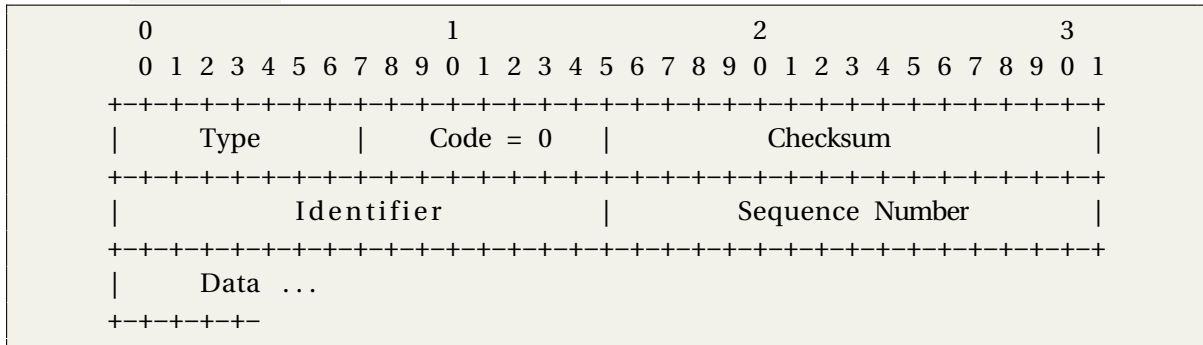 0 1 2 3
0 1 2 3 4 5 6 7 8 9 0 1 2 3 4 5 6 7 8 9 0 1 2 3 4 5 6 7 8 9 0 1
+-+-+-+-+-+-+-+-+-+-+-+-+-+-+-+-+-+-+-+-+-+-+-+-+-+-+-+-+-+-+-+-+
| Type | Code = 0 | Checksum |
+-+-+-+-+-+-+-+-+-+-+-+-+-+-+-+-+-+-+-+-+-+-+-+-+-+-+-+-+-+-+-+-+
| Identifier | Sequence Number |
+-+-+-+-+-+-+-+-+-+-+-+-+-+-+-+-+-+-+-+-+-+-+-+-+-+-+-+-+-+-+-+-+
| Data ...
+-+-+-+-+-